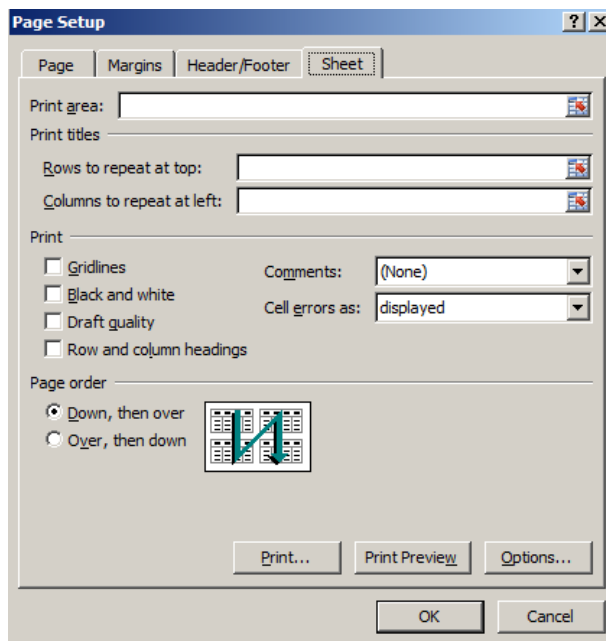 Page Setup
Page Margins Header/Footer Sheet
Print area:
Print titles
Rows to repeat at top:
Columns to repeat at left:
Print
Gridlines Comments: (None)
Black and white Cell errors as: displayed
Draft quality
Row and column headings
Page order
Down, then over
Over, then down
Print... Print Preview Options...
OK Cancel